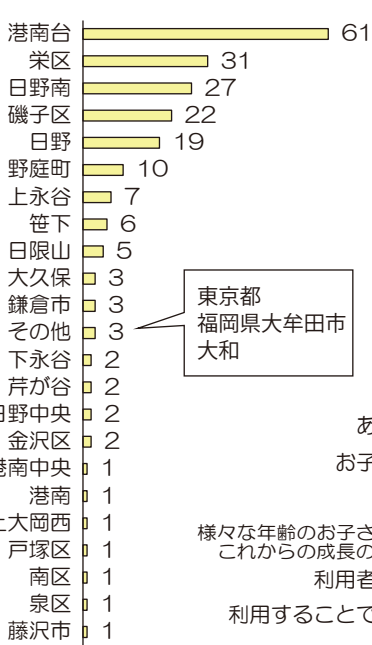 港南台 61
栄区 31
日野南 27
磯子区 22
日野 19
野庭町 10
上永谷 7
笹下 6
日限山 5
大久保 3
鎌倉市 3
その他 3
東京都
福岡県大牟田市
大和
下永谷 2
芹が谷 2
日野中央 2
金沢区 2
港南中央 1
港南 1
上大岡西 1
戸塚区 1
南区 1
泉区 1
藤沢市 1
あ
お子
様々な年齢のお子さ
これからの成長の
利用者
利用することで